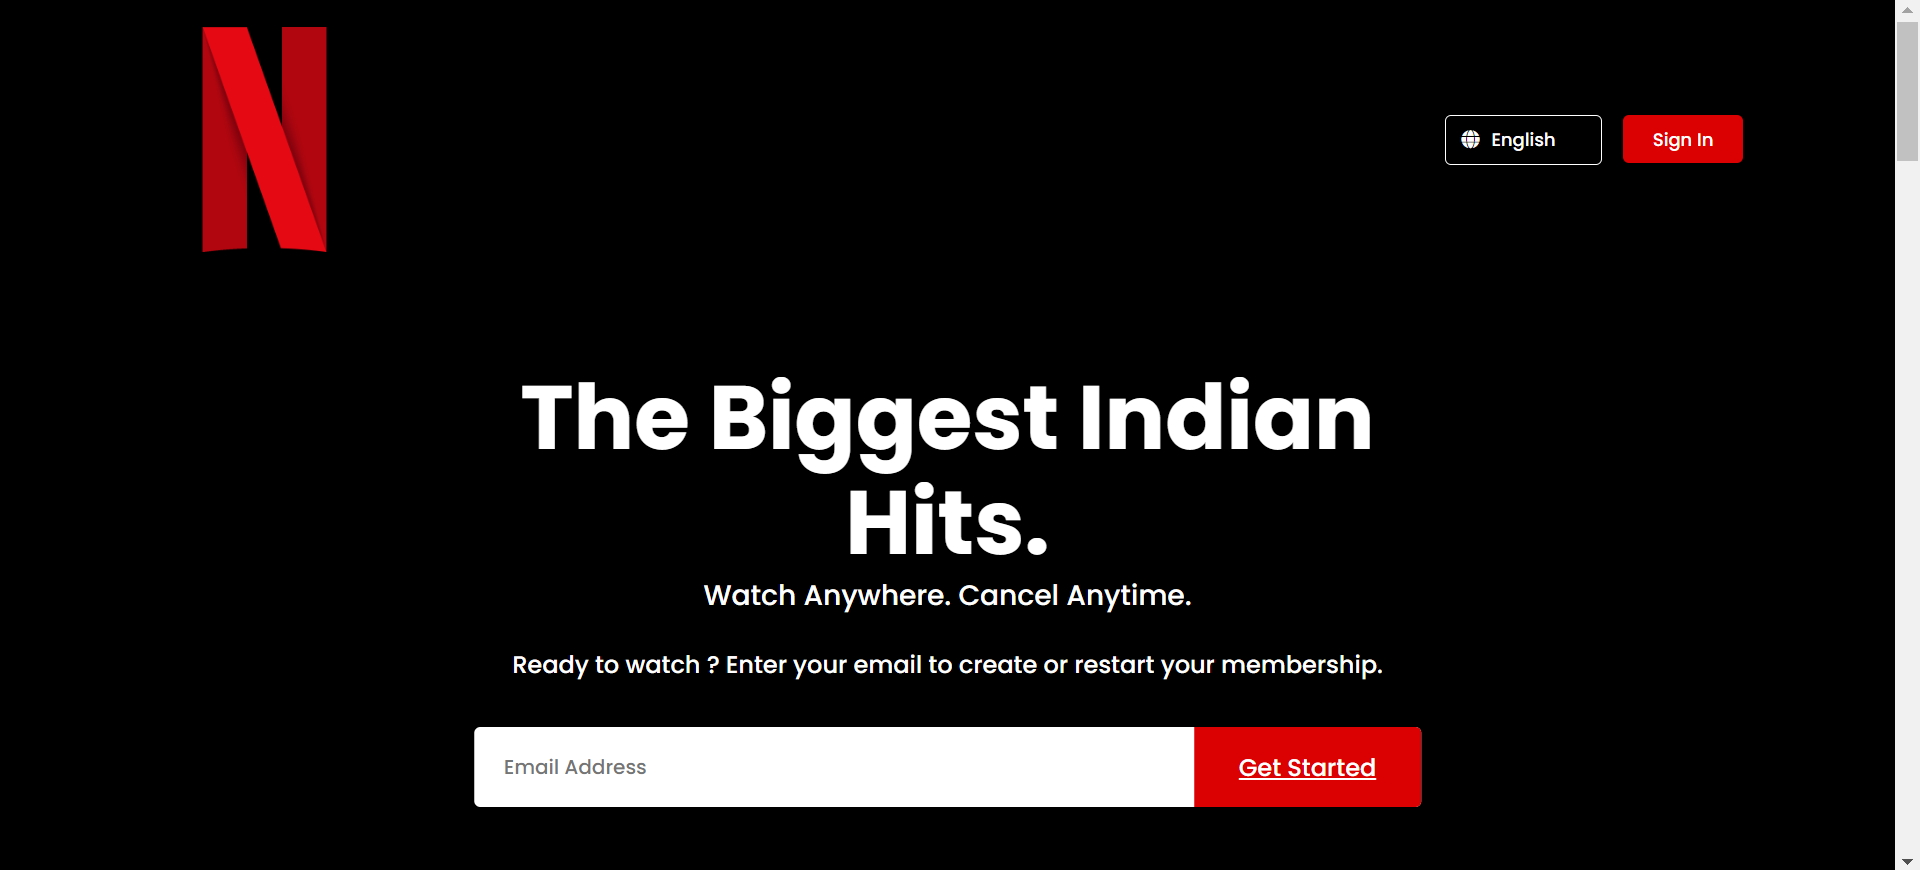 English
Sign In
The Biggest Indian
Hits.
Watch Anywhere. Cancel Anytime.
Ready to watch ? Enter your email to create or restart your membership.
Email Address
Get Started